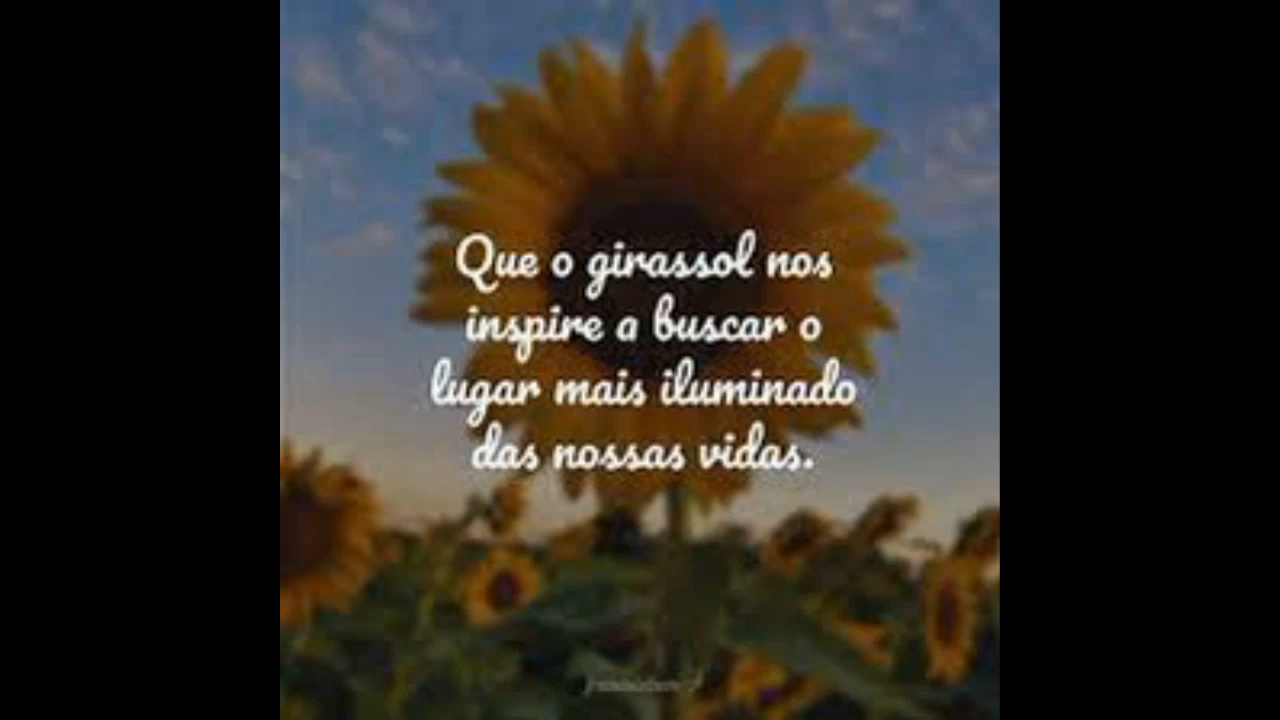 Que o girassol nos
inspire a buscar o
lugar mais iluminado
das nossas vidas.